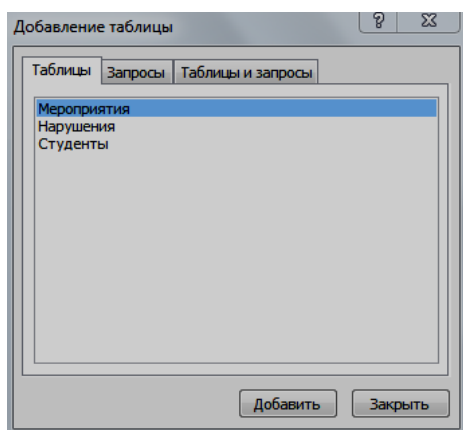 Добавление таблицы
Таблицы Запросы Таблицы и запросы
Мероприятия
Нарушения
Студенты
Добавить Закрыть